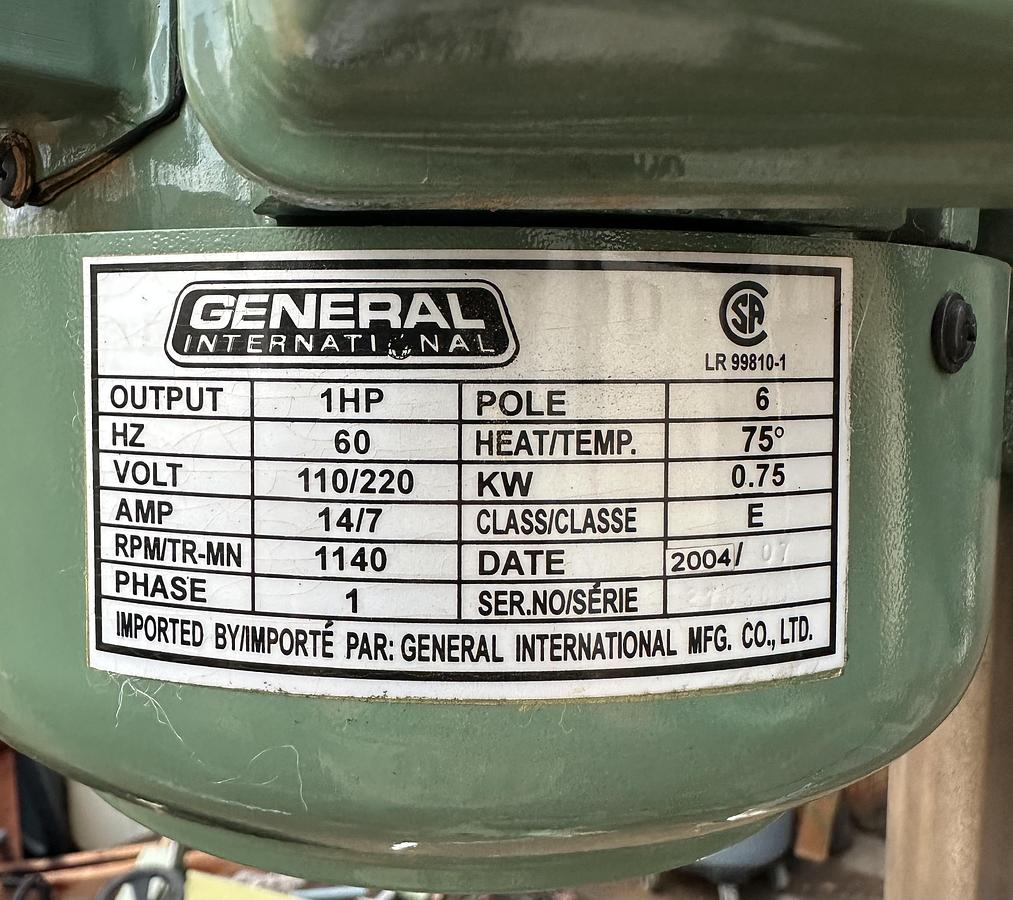 GENERAL
INTERNATIONAL
CSA
LR 99810-1
OUTPUT 1HP POLE 6
HZ 60 HEAT/TEMP. 75°
VOLT 110/220 KW 0.75
AMP 14/7 CLASS/CLASSE E
RPM/TR-MN 1140 DATE 2004/ 07
PHASE 1 SER.NO/SÉRIE
IMPORTED BY/IMPORTÉ PAR: GENERAL INTERNATIONAL MFG. CO., LTD.